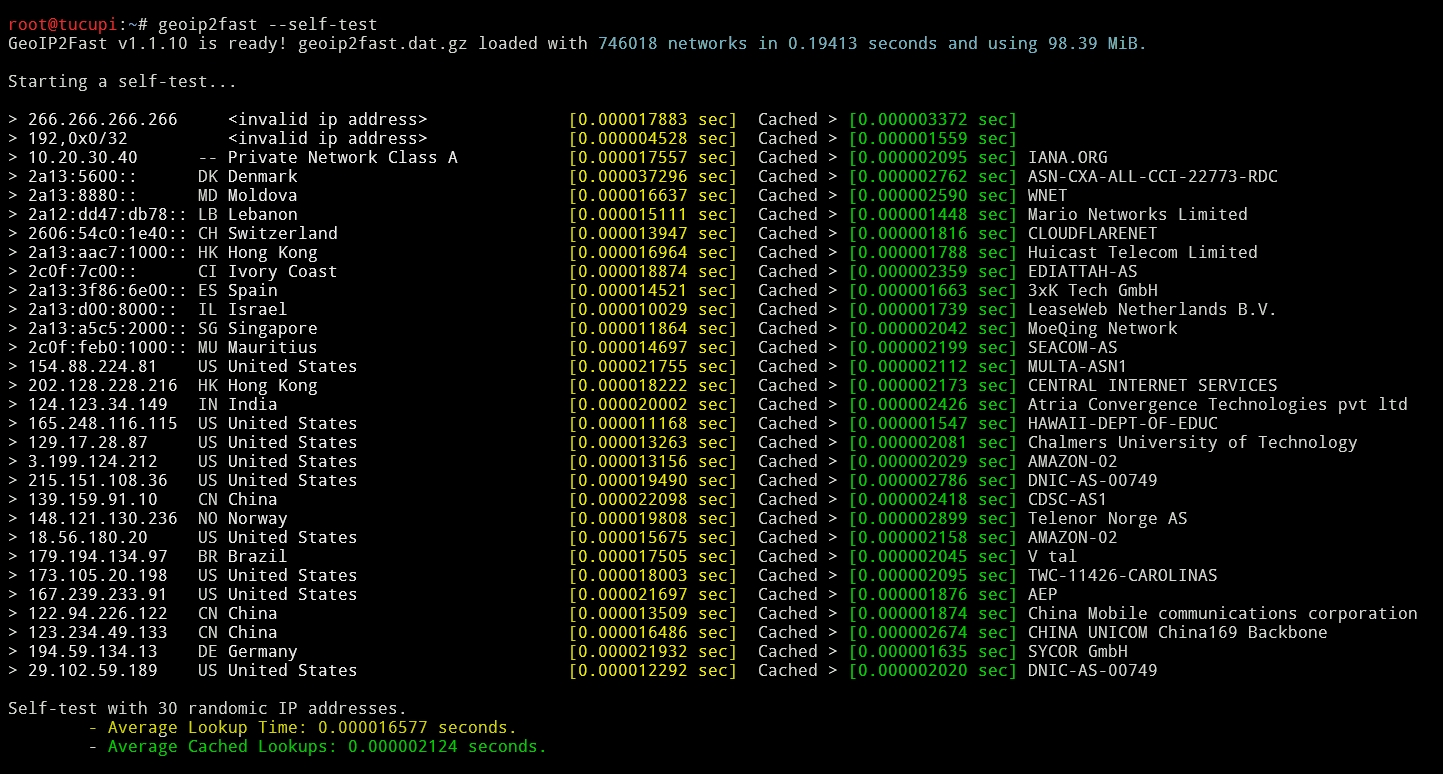 root@tucupi:~# geoip2fast --self-test
GeoIP2Fast v1.1.10 is ready! geoip2fast.dat.gz loaded with 746018 networks in 0.19413 seconds and using 98.39 MiB.
Starting a self-test...
> 266.266.266.266     <invalid ip address>              [0.000017883 sec]  Cached > [0.000003372 sec]
> 192,0x0/32          <invalid ip address>              [0.000004528 sec]  Cached > [0.000001559 sec]
> 10.20.30.40      -- Private Network Class A           [0.000017557 sec]  Cached > [0.000002095 sec] IANA.ORG
> 2a13:5600::      DK Denmark                           [0.000037296 sec]  Cached > [0.000002762 sec] ASN-CXA-ALL-CCI-22773-RDC
> 2a13:8880::      MD Moldova                           [0.000016637 sec]  Cached > [0.000002590 sec] WNET
> 2a12:dd47:db78:: LB Lebanon                           [0.000015111 sec]  Cached > [0.000001448 sec] Mario Networks Limited
> 2606:54c0:1e40:: CH Switzerland                       [0.000013947 sec]  Cached > [0.000001816 sec] CLOUDFLARENET
> 2a13:aac7:1000:: HK Hong Kong                         [0.000016964 sec]  Cached > [0.000001788 sec] Huicast Telecom Limited
> 2c0f:7c00::      CI Ivory Coast                       [0.000018874 sec]  Cached > [0.000002359 sec] EDIATTAH-AS
> 2a13:3f86:6e00:: ES Spain                             [0.000014521 sec]  Cached > [0.000001663 sec] 3xK Tech GmbH
> 2a13:d00:8000::  IL Israel                            [0.000010029 sec]  Cached > [0.000001739 sec] LeaseWeb Netherlands B.V.
> 2a13:a5c5:2000:: SG Singapore                         [0.000011864 sec]  Cached > [0.000002042 sec] MoeQing Network
> 2c0f:feb0:1000:: MU Mauritius                         [0.000014697 sec]  Cached > [0.000002199 sec] SEACOM-AS
> 154.88.224.81    US United States                     [0.000021755 sec]  Cached > [0.000002112 sec] MULTA-ASN1
> 202.128.228.216  HK Hong Kong                         [0.000018222 sec]  Cached > [0.000002173 sec] CENTRAL INTERNET SERVICES
> 124.123.34.149   IN India                             [0.000020002 sec]  Cached > [0.000002426 sec] Atria Convergence Technologies pvt ltd
> 165.248.116.115  US United States                     [0.000011168 sec]  Cached > [0.000001547 sec] HAWAII-DEPT-OF-EDUC
> 129.17.28.87     US United States                     [0.000013263 sec]  Cached > [0.000002081 sec] Chalmers University of Technology
> 3.199.124.212    US United States                     [0.000013156 sec]  Cached > [0.000002029 sec] AMAZON-02
> 215.151.108.36   US United States                     [0.000019490 sec]  Cached > [0.000002786 sec] DNIC-AS-00749
> 139.159.91.10    CN China                             [0.000022098 sec]  Cached > [0.000002418 sec] CDSC-AS1
> 148.121.130.236  NO Norway                            [0.000019808 sec]  Cached > [0.000002899 sec] Telenor Norge AS
> 18.56.180.20     US United States                     [0.000015675 sec]  Cached > [0.000002158 sec] AMAZON-02
> 179.194.134.97   BR Brazil                            [0.000017505 sec]  Cached > [0.000002045 sec] V tal
> 173.105.20.198   US United States                     [0.000018003 sec]  Cached > [0.000002095 sec] TWC-11426-CAROLINAS
> 167.239.233.91   US United States                     [0.000021697 sec]  Cached > [0.000001876 sec] AEP
> 122.94.226.122   CN China                             [0.000013509 sec]  Cached > [0.000001874 sec] China Mobile communications corporation
> 123.234.49.133   CN China                             [0.000016486 sec]  Cached > [0.000002674 sec] CHINA UNICOM China169 Backbone
> 194.59.134.13    DE Germany                           [0.000021932 sec]  Cached > [0.000001635 sec] SYCOR GmbH
> 29.102.59.189    US United States                     [0.000012292 sec]  Cached > [0.000002020 sec] DNIC-AS-00749
Self-test with 30 randomic IP addresses.
- Average Lookup Time: 0.000016577 seconds.
- Average Cached Lookups: 0.000002124 seconds.